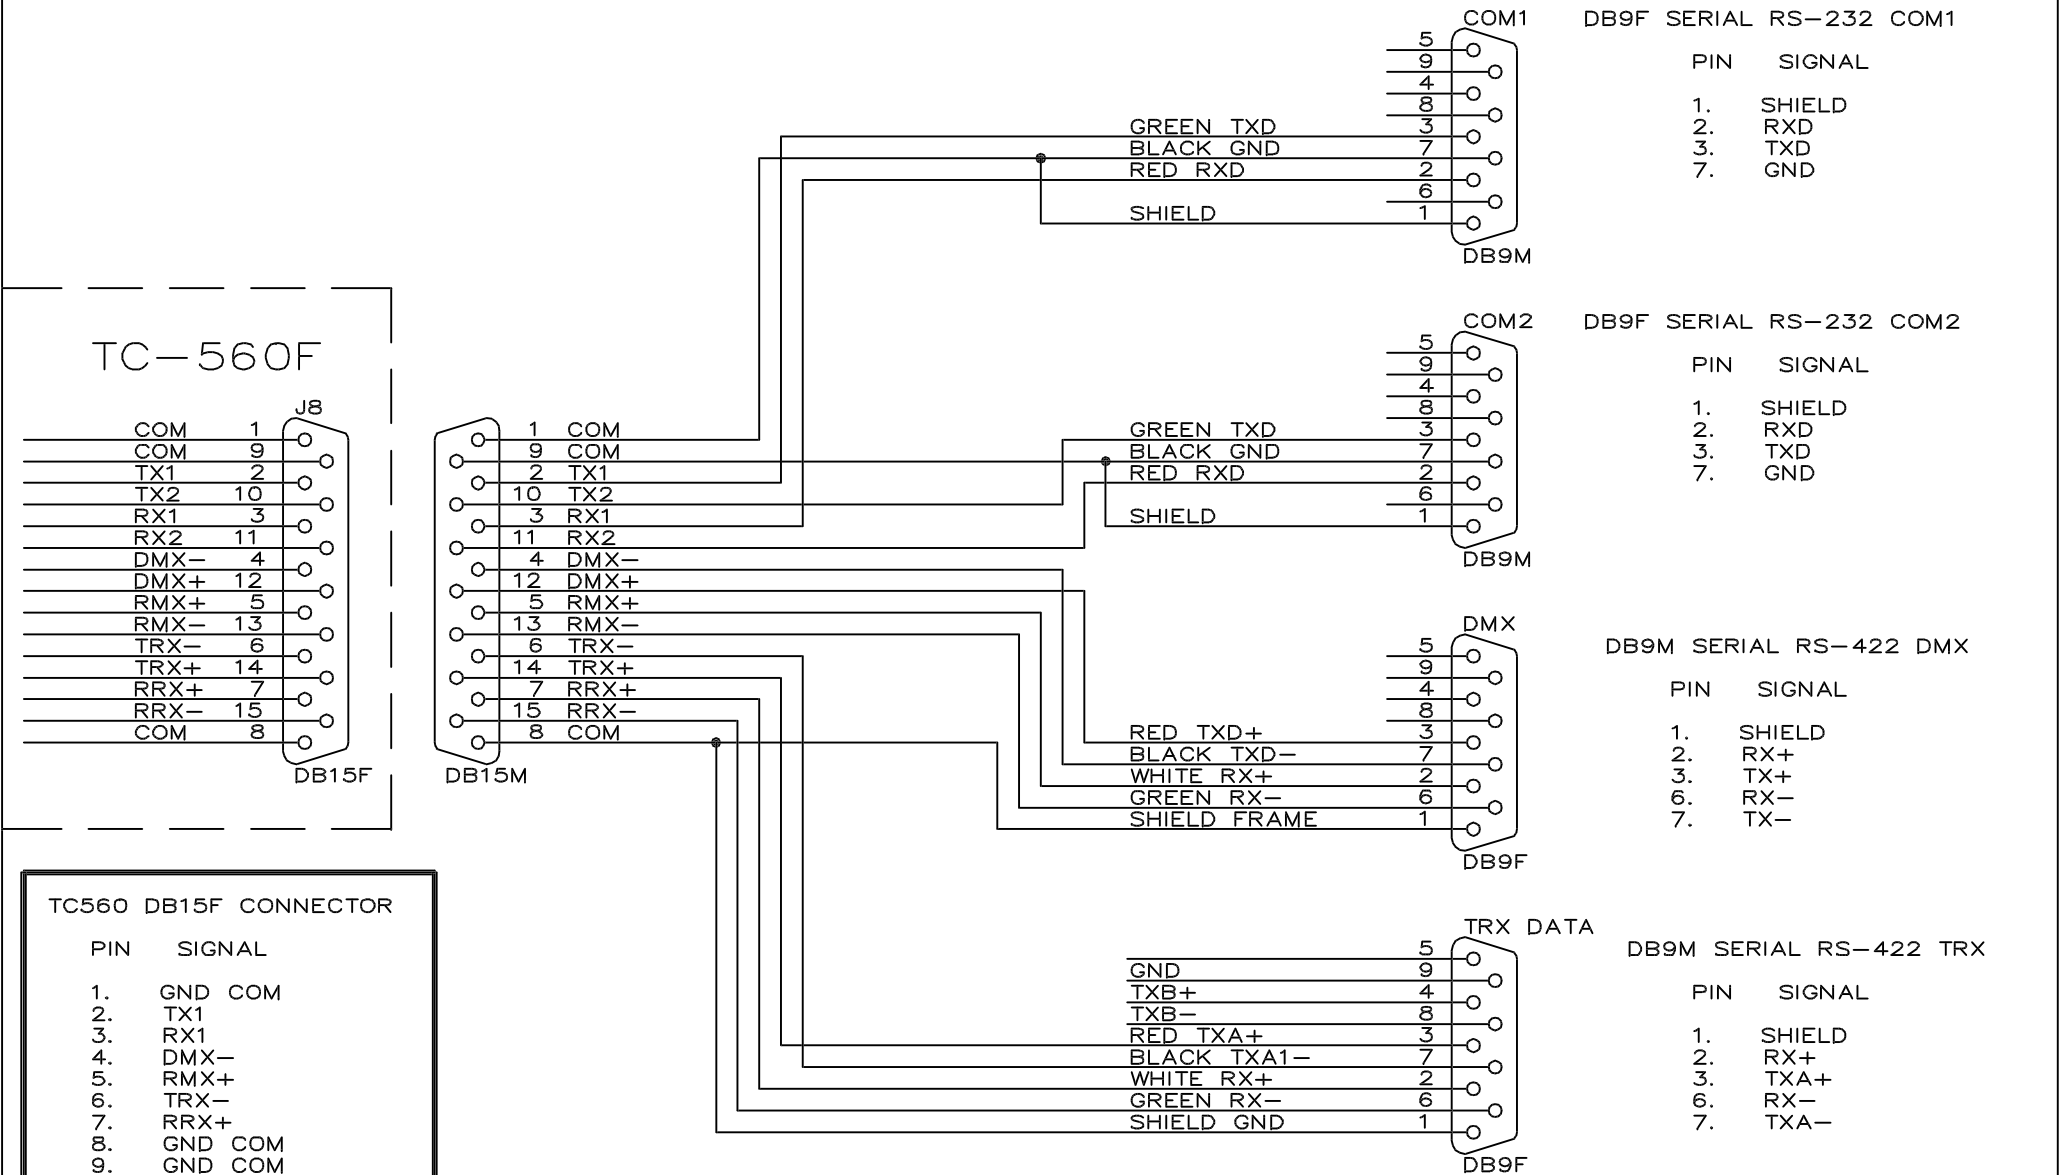 COM1 DB9F SERIAL RS-232 COM1
PIN SIGNAL
1. SHIELD
2. RXD
3. TXD
7. GND
5
9
4
8
GREEN TXD 3
BLACK GND 7
RED RXD 2
6
SHIELD 1
DB9M
COM2 DB9F SERIAL RS-232 COM2
PIN SIGNAL
1. SHIELD
2. RXD
3. TXD
7. GND
5
9
4
8
GREEN TXD 3
BLACK GND 7
RED RXD 2
6
SHIELD 1
DB9M
TC-560F
J8
COM 1
COM 9
TX1 2
TX2 10
RX1 3
RX2 11
DMX- 4
DMX+ 12
RMX+ 5
RMX- 13
TRX- 6
TRX+ 14
RRX+ 7
RRX- 15
COM 8
DB15F
1 COM
9 COM
2 TX1
10 TX2
3 RX1
11 RX2
4 DMX-
12 DMX+
5 RMX+
13 RMX-
6 TRX-
14 TRX+
7 RRX+
15 RRX-
8 COM
DB15M
DMX DB9M SERIAL RS-422 DMX
PIN SIGNAL
1. SHIELD
2. RX+
3. TX+
6. RX-
7. TX-
5
9
4
8
RED TXD+ 3
BLACK TXD- 7
WHITE RX+ 2
GREEN RX- 6
SHIELD FRAME 1
DB9F
TRX DATA DB9M SERIAL RS-422 TRX
PIN SIGNAL
1. SHIELD
2. RX+
3. TXA+
6. RX-
7. TXA-
5
GND 9
TXB+ 4
TXB- 8
RED TXA+ 3
BLACK TXA1- 7
WHITE RX+ 2
GREEN RX- 6
SHIELD GND 1
DB9F
TC560 DB15F CONNECTOR
PIN SIGNAL
1. GND COM
2. TX1
3. RX1
4. DMX-
5. RMX+
6. TRX-
7. RRX+
8. GND COM
9. GND COM